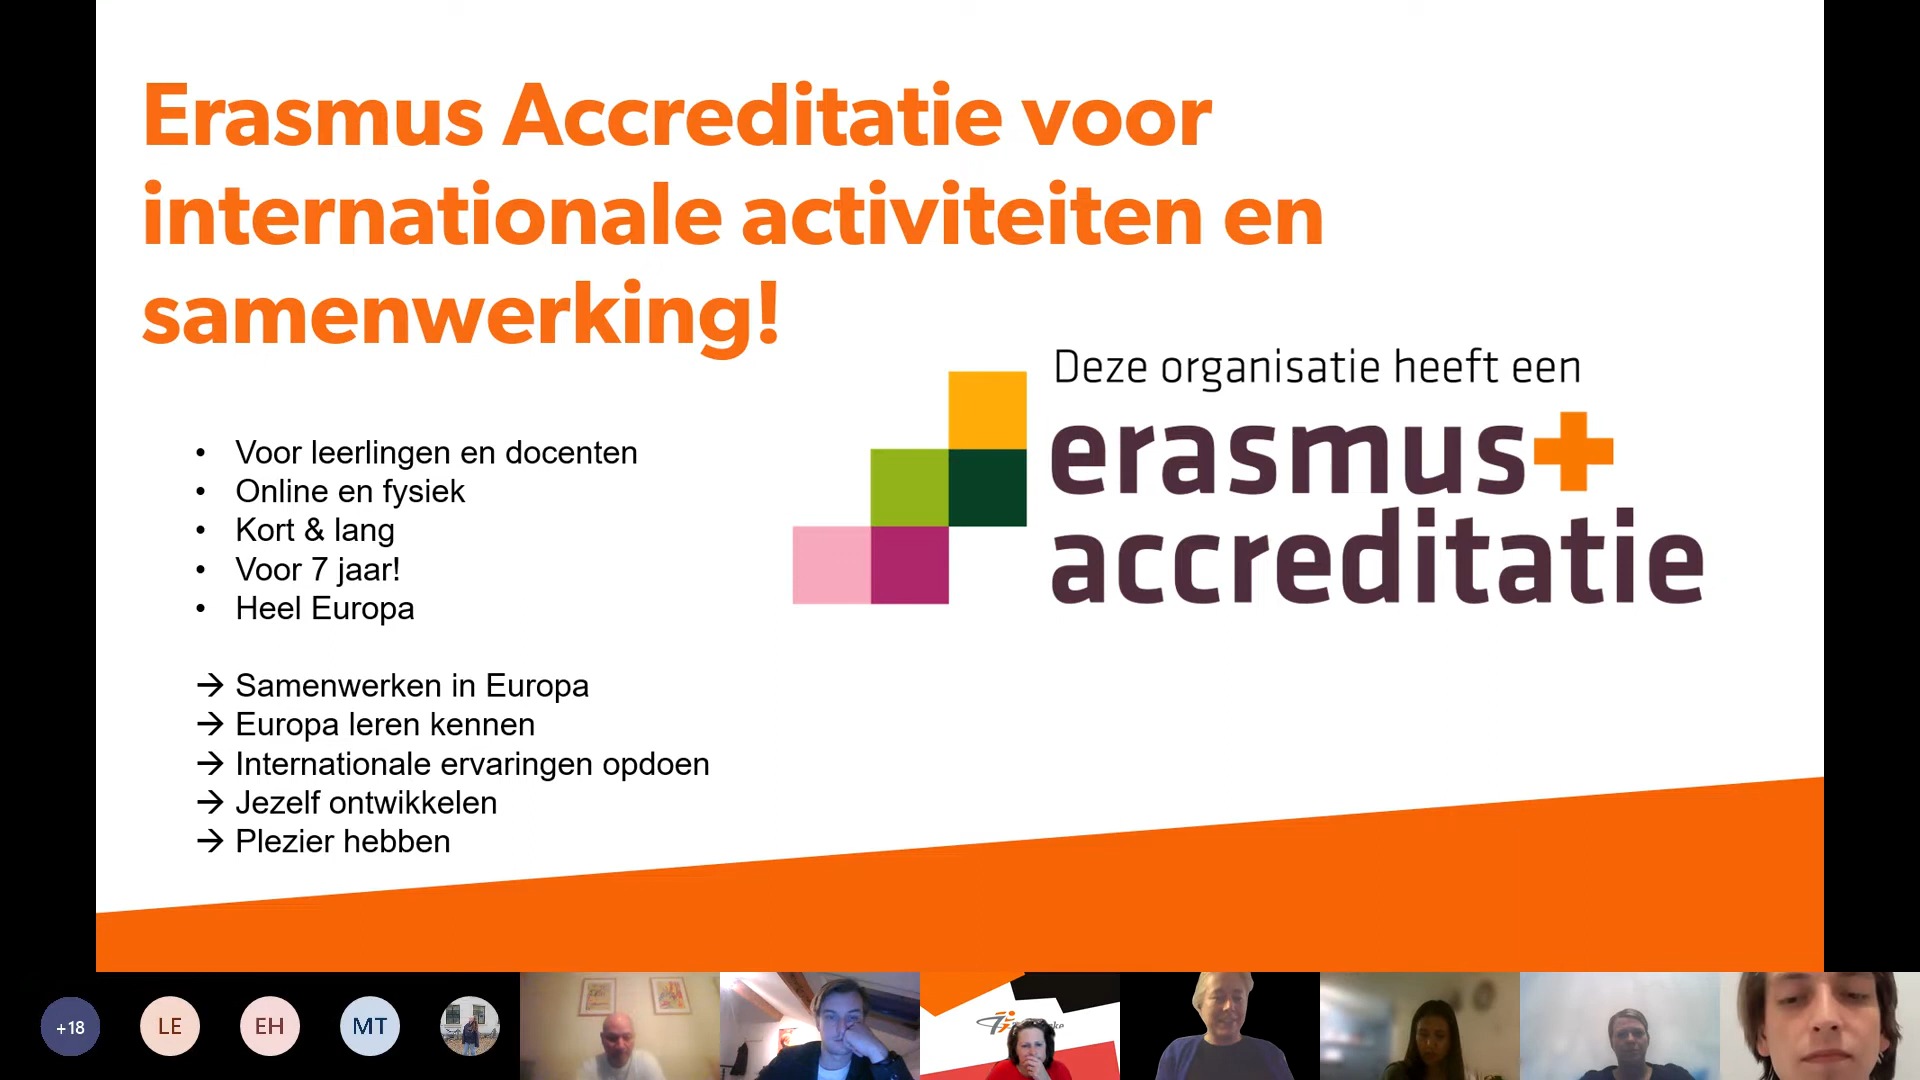 Erasmus Accreditatie voor
internationale activiteiten en
samenwerking!
Deze organisatie heeft een
erasmus+
accreditatie
• Voor leerlingen en docenten
• Online en fysiek
• Kort & lang
• Voor 7 jaar!
• Heel Europa
→ Samenwerken in Europa
→ Europa leren kennen
→ Internationale ervaringen opdoen
→ Jezelf ontwikkelen
→ Plezier hebben
+18
LE
EH
MT